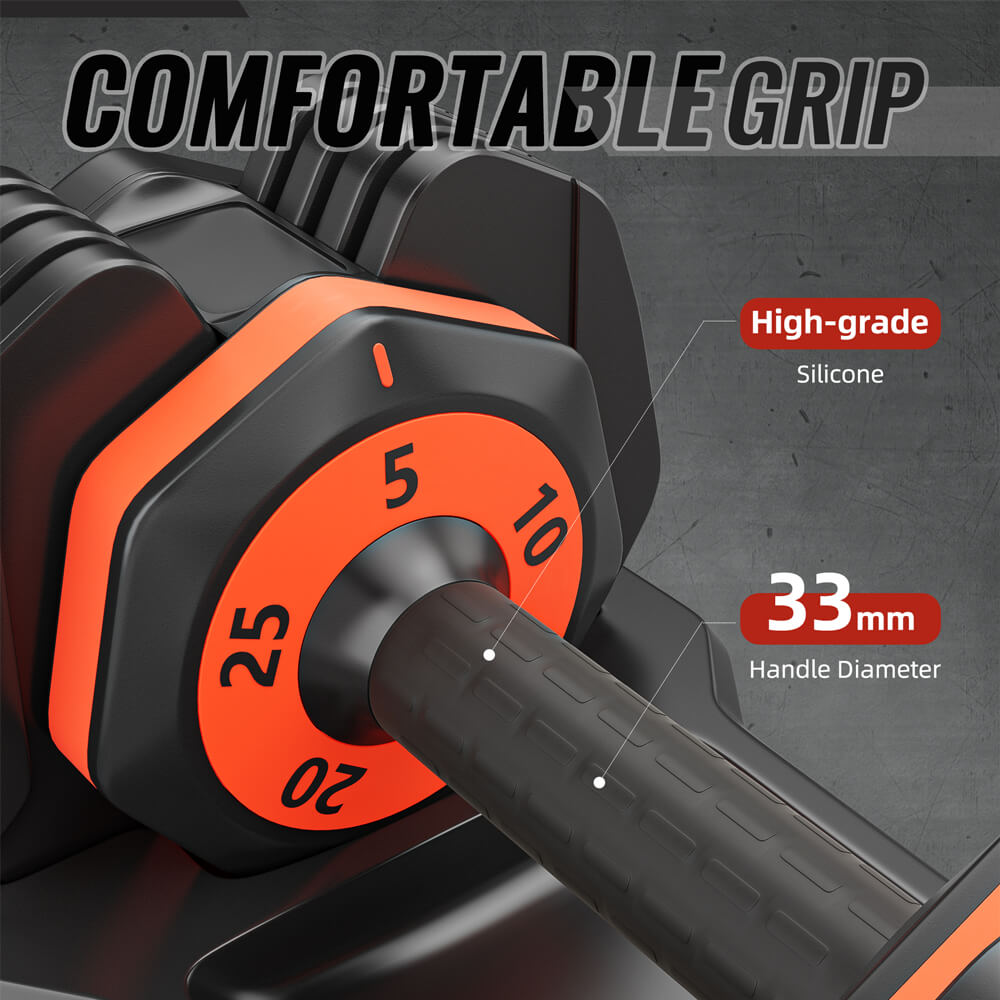 COMFORTABLE GRIP
High-grade
Silicone
5
10
33mm
25
Handle Diameter
20